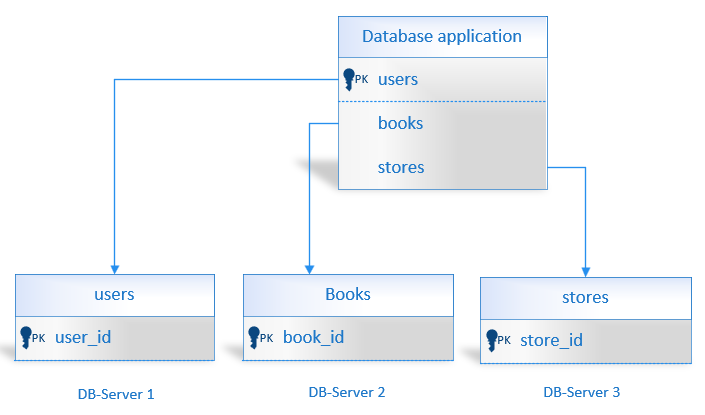 Database application
PK users
books
stores
users
PK user_id
DB-Server 1
Books
PK book_id
DB-Server 2
stores
PK store_id
DB-Server 3